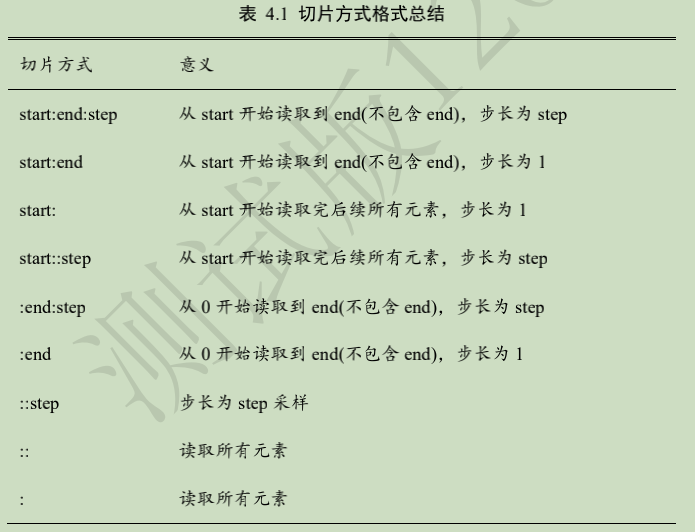 表 4.1 切片方式格式总结
切片方式 意义
start:end:step 从 start 开始读取到 end(不包含 end)，步长为 step
start:end 从 start 开始读取到 end(不包含 end)，步长为 1
start: 从 start 开始读取完后续所有元素，步长为 1
start::step 从 start 开始读取完后续所有元素，步长为 step
:end:step 从 0 开始读取到 end(不包含 end)，步长为 step
:end 从 0 开始读取到 end(不包含 end)，步长为 1
::step 步长为 step 采样
:: 读取所有元素
: 读取所有元素
测试版12